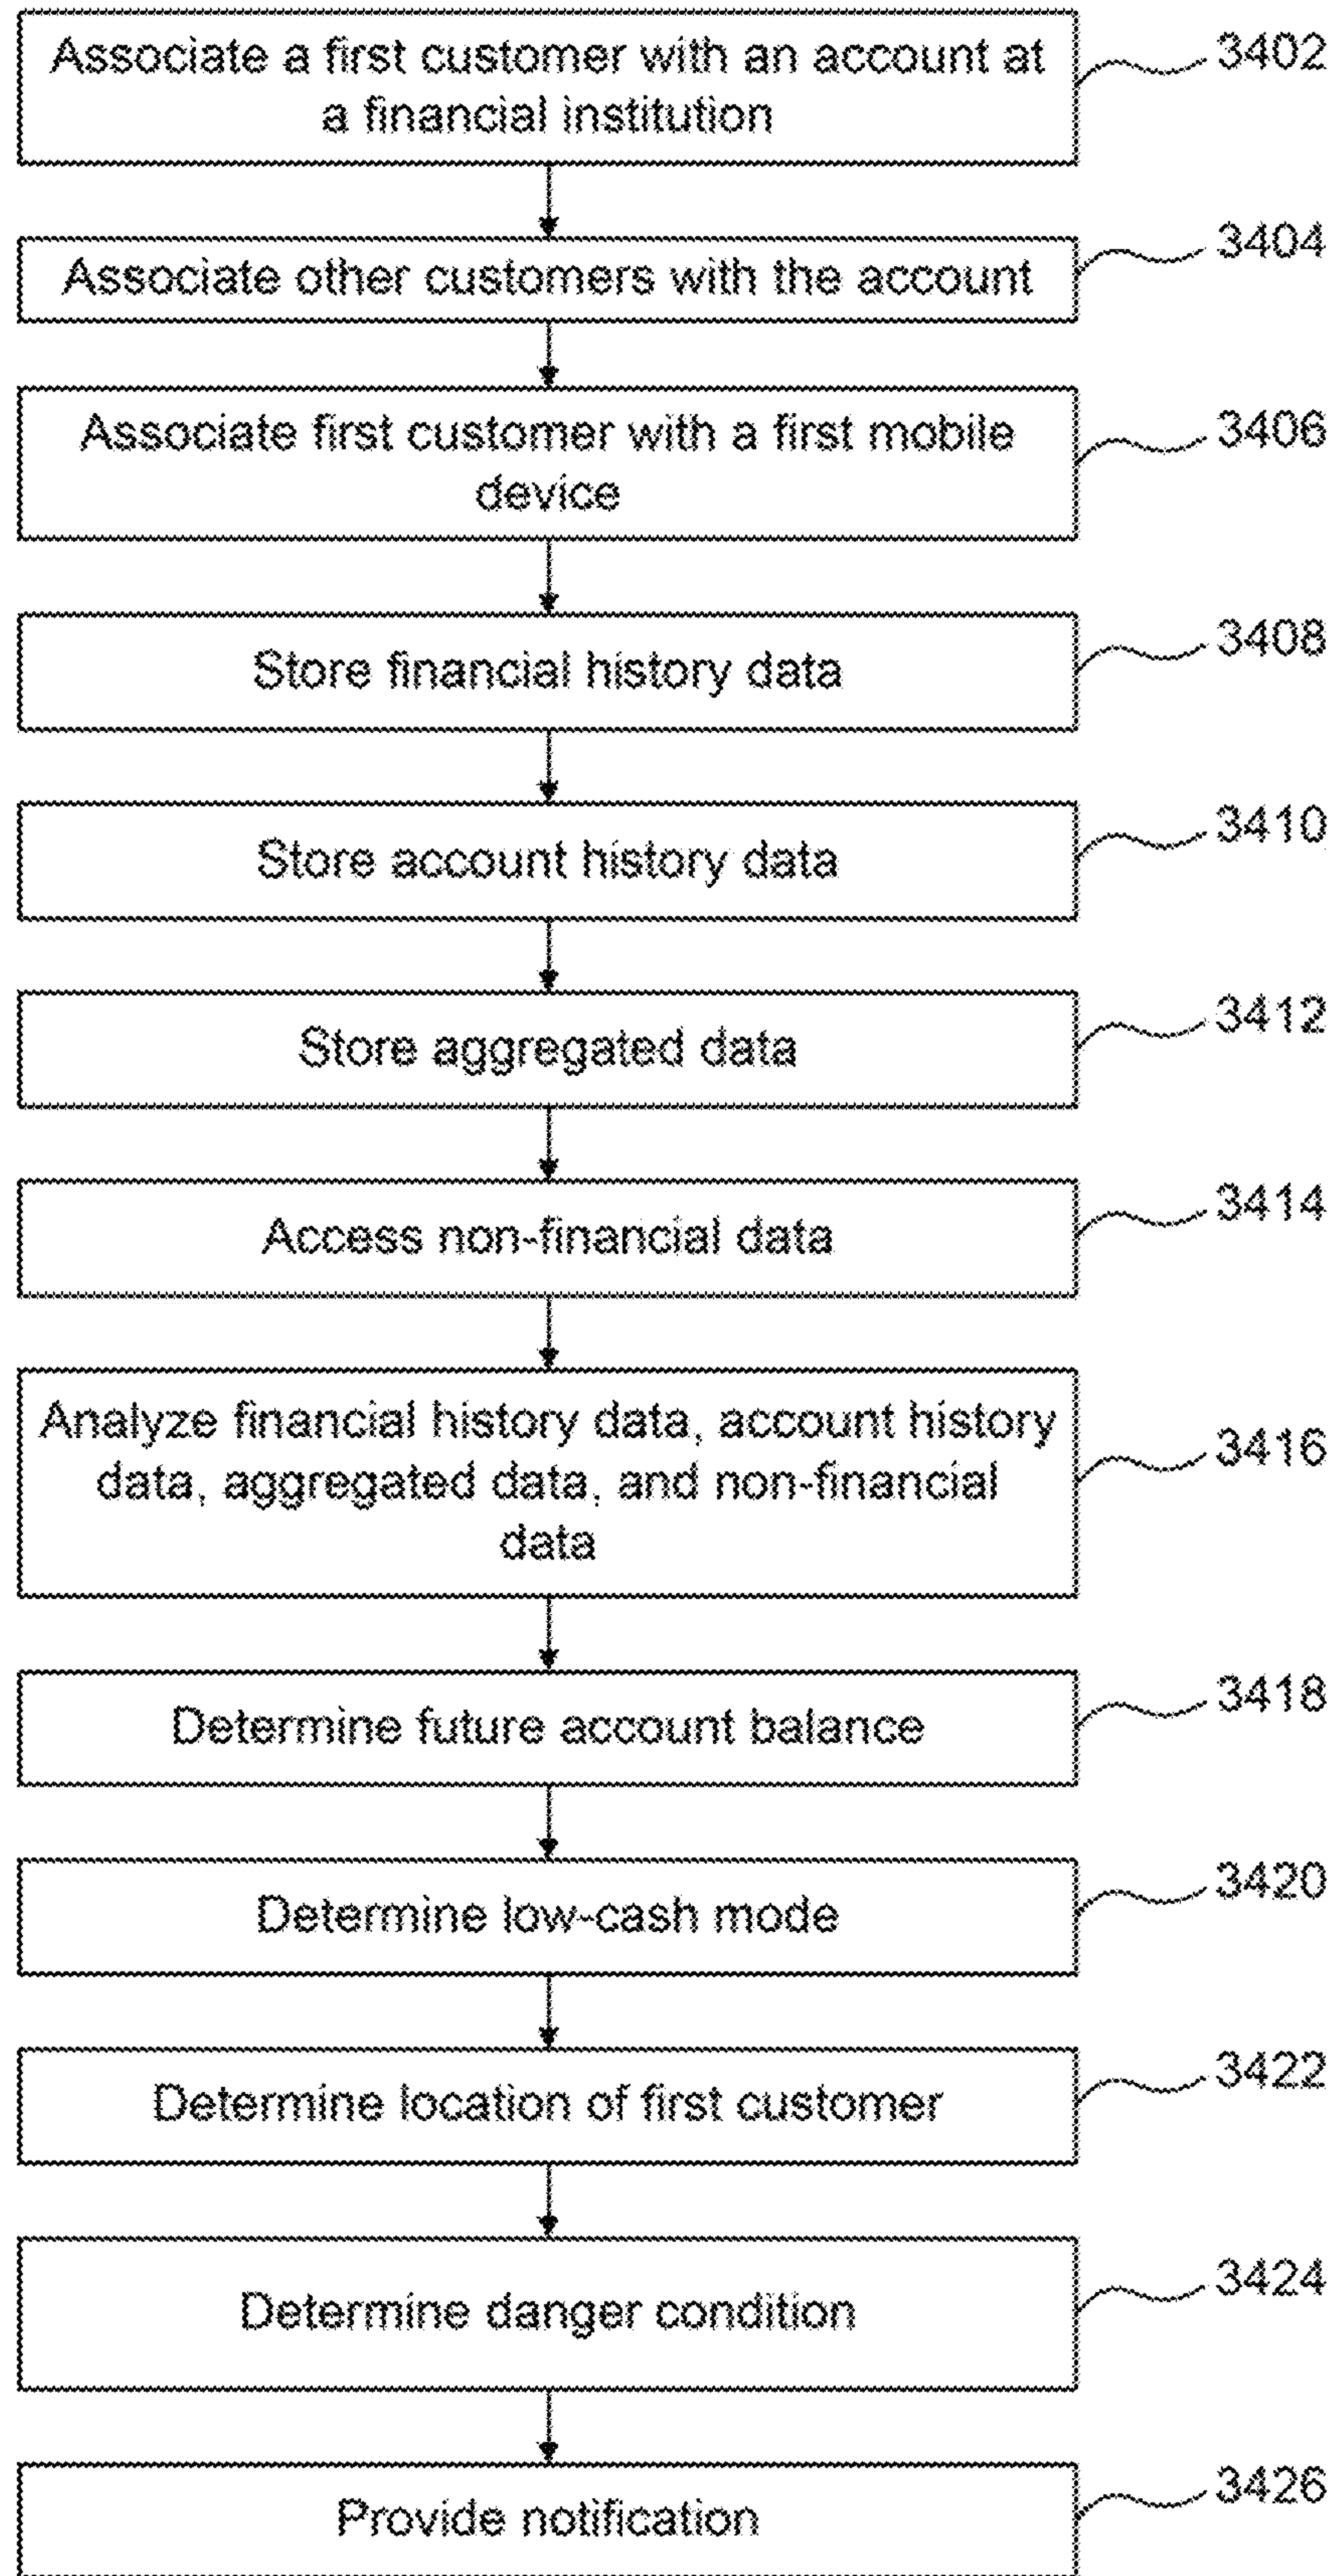 Associate a first customer with an account at
a financial institution
3402
Associate other customers with the account
3404
Associate first customer with a first mobile
device
3406
Store financial history data
3408
Store account history data
3410
Store aggregated data
3412
Access non-financial data
3414
Analyze financial history data, account history
data, aggregated data, and non-financial
data
3416
Determine future account balance
3418
Determine low-cash mode
3420
Determine location of first customer
3422
Determine danger condition
3424
Provide notification
3426